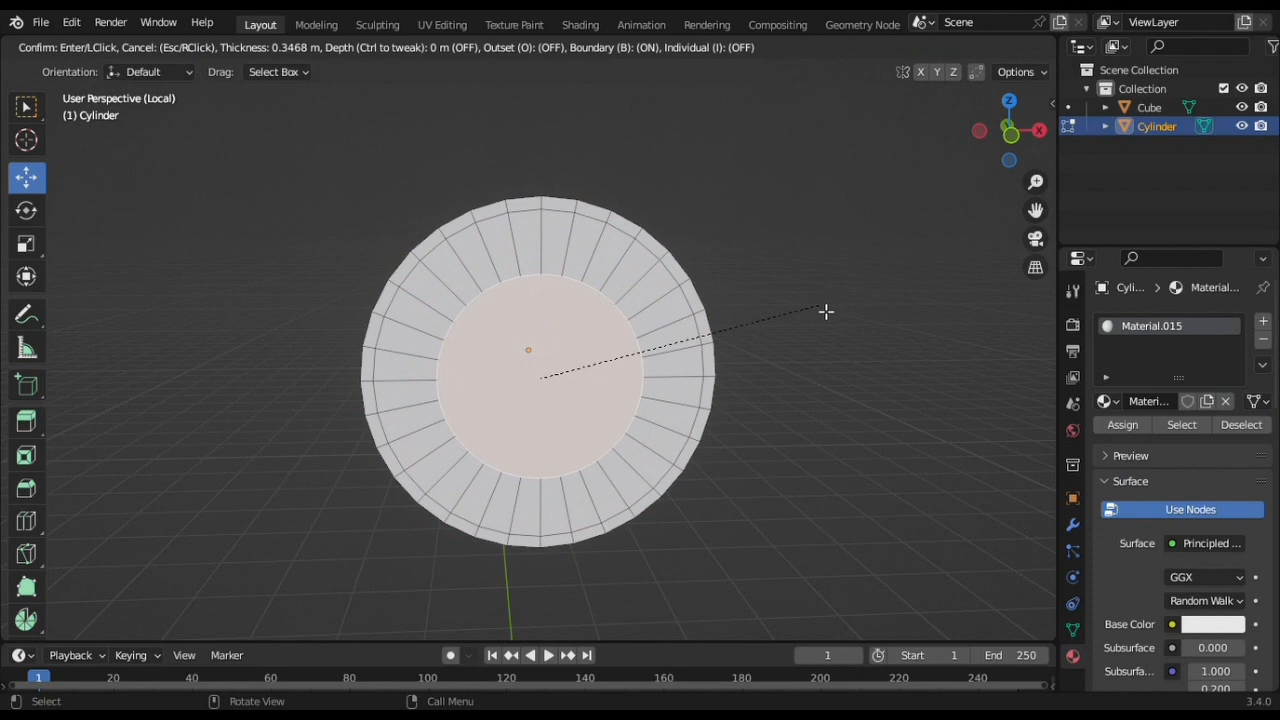 File Edit Render Window Help Layout Modeling Sculpting UV Editing Texture Paint Shading Animation Rendering Compositing Geometry Node Scene ViewLayer
Confirm: Enter/LClick, Cancel: (Esc/RClick), Thickness: 0.3468 m, Depth (Ctrl to tweak): 0 m (OFF), Outset (O): (OFF), Boundary (B): (ON), Individual (I): (OFF)
Orientation: Default Drag: Select Box X Y Z Options
User Perspective (Local)
(1) Cylinder
Z
X
Scene Collection
Collection
Cube
Cylinder
Cyli... > Material...
Material.015
Materi...
Assign Select Deselect
Preview
Surface
Use Nodes
Surface Principled ...
GGX
Random Walk
Base Color
Subsurface 0.000
Subsurfa... 1.000
0.200
Playback Keying View Marker 1 Start 1 End 250
1 20 40 60 80 100 120 140 160 180 200 220 240
Select Rotate View Call Menu 3.4.0